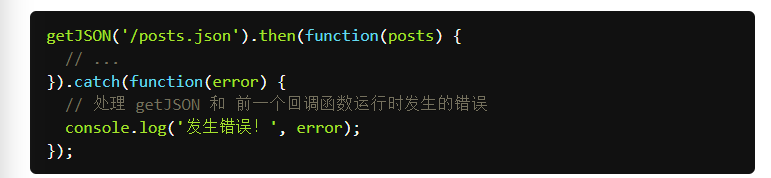 getJSON('/posts.json').then(function(posts) {
  // ...
}).catch(function(error) {
  // 处理 getJSON 和 前一个回调函数运行时发生的错误
  console.log('发生错误！', error);
});